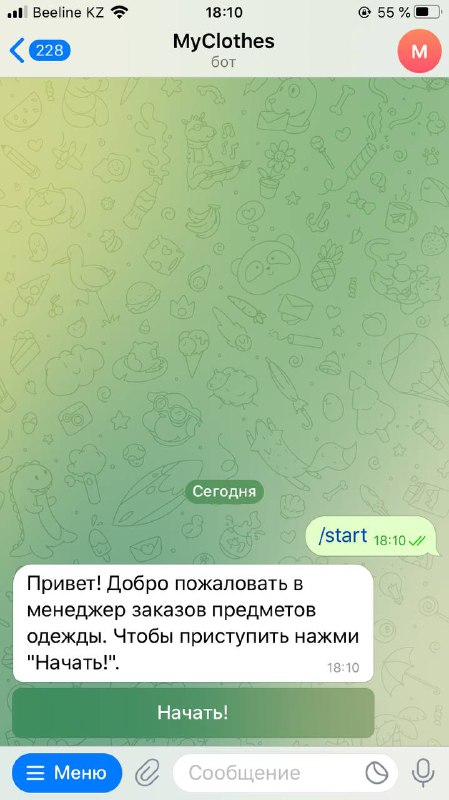 Beeline KZ 18:10 55 %
228 MyClothes M
бот
Сегодня
/start 18:10
Привет! Добро пожаловать в
менеджер заказов предметов
одежды. Чтобы приступить нажми
"Начать!".
18:10
Начать!
Меню Сообщение